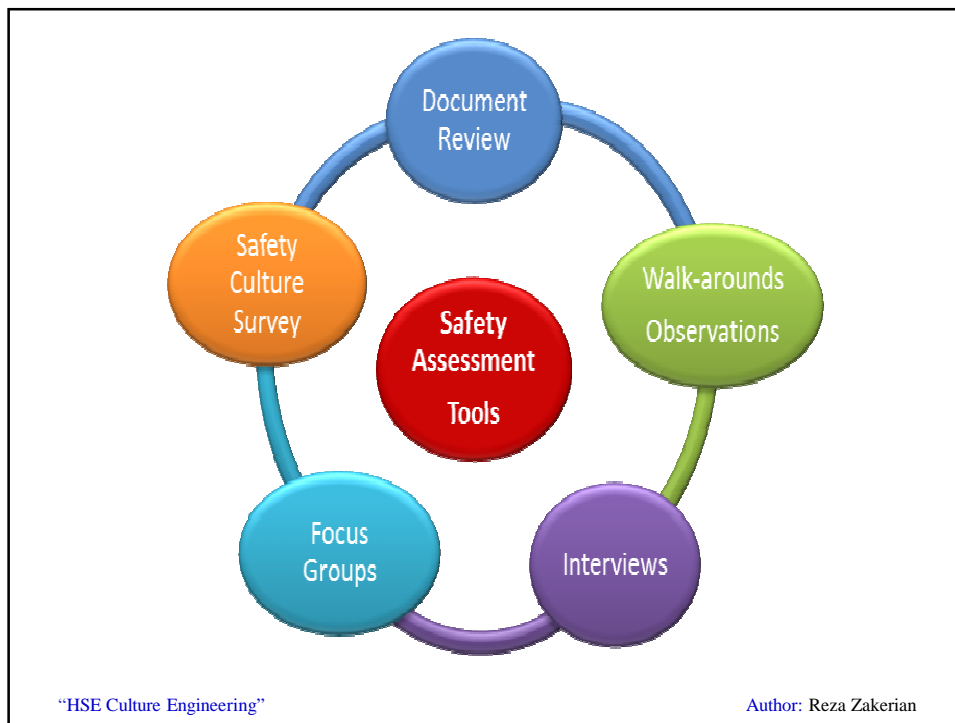 Document
Review
Safety
Culture
Survey
Walk-arounds
Observations
Safety
Assessment
Tools
Focus
Groups
Interviews
“HSE Culture Engineering”
Author: Reza Zakerian